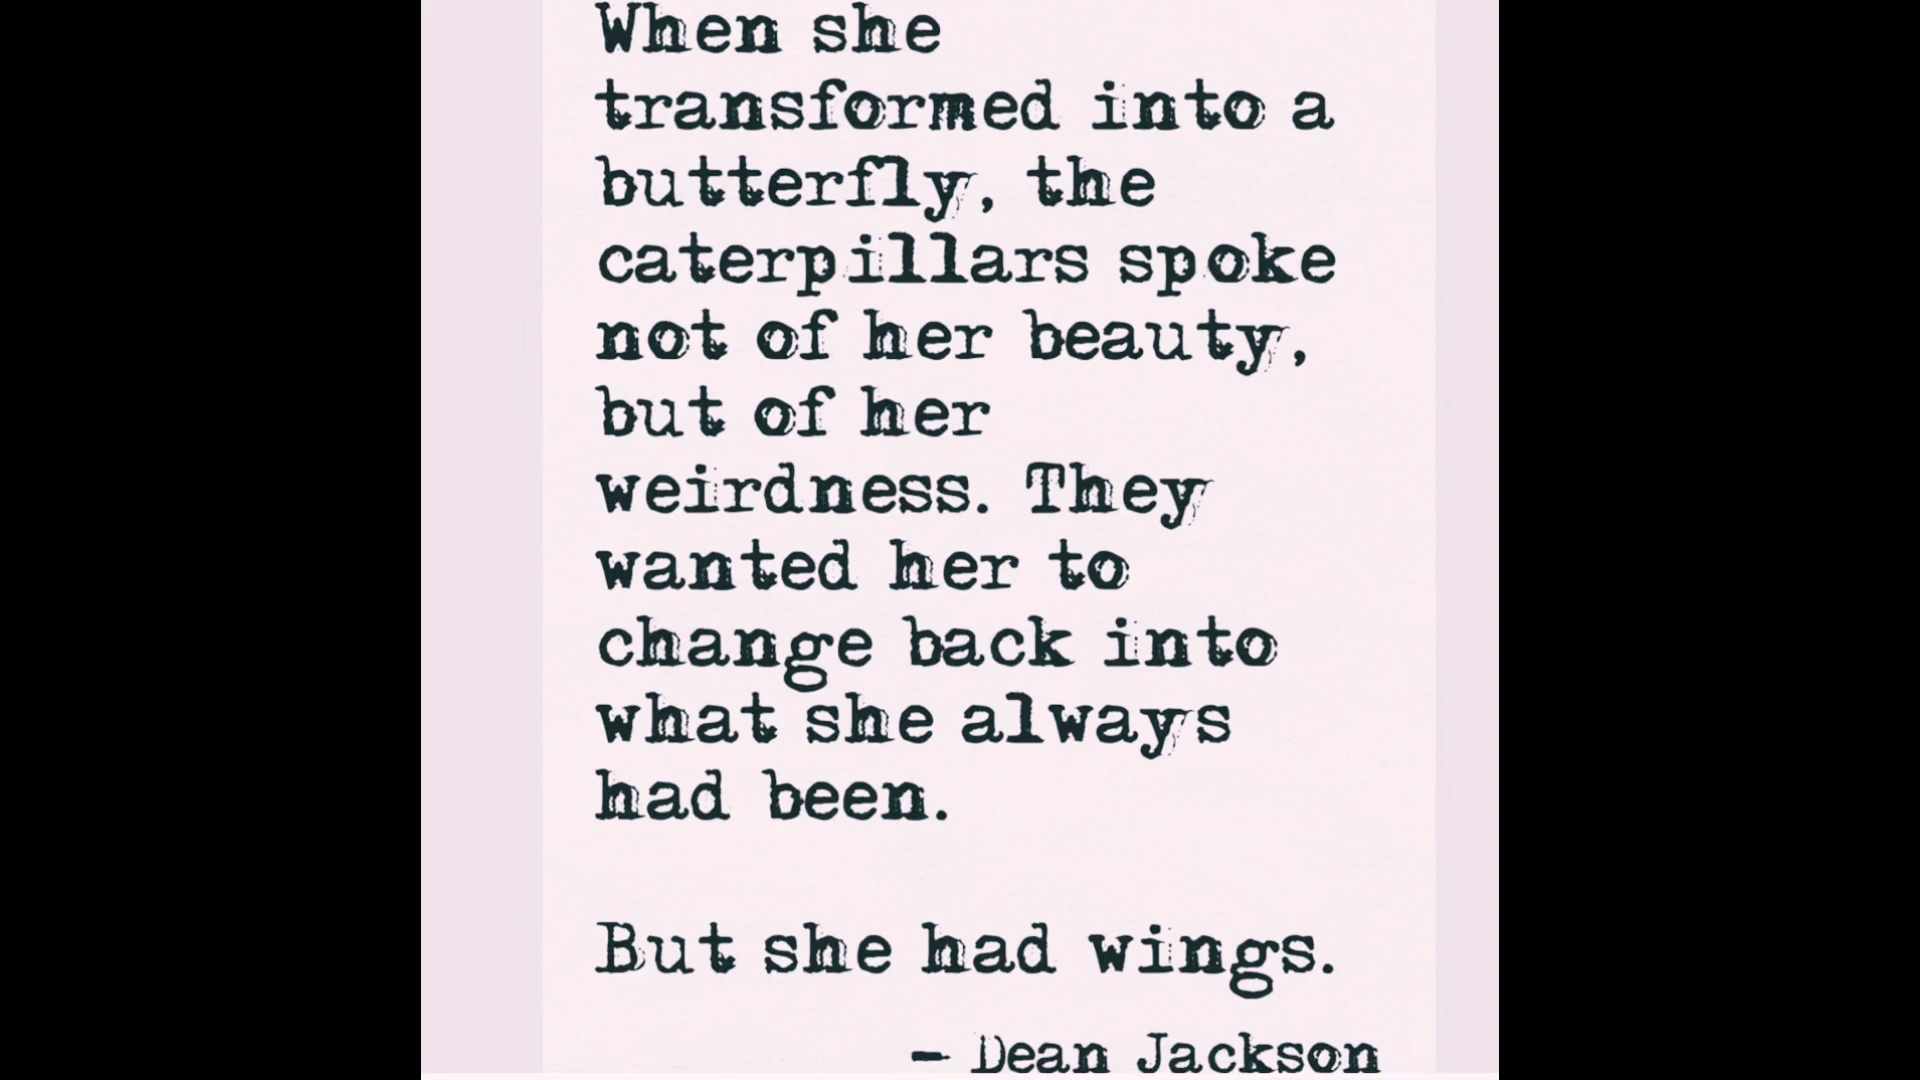 When she
transformed into a
butterfly, the
caterpillars spoke
not of her beauty,
but of her
weirdness. They
wanted her to
change back into
what she always
had been.
But she had wings.
- Dean Jackson